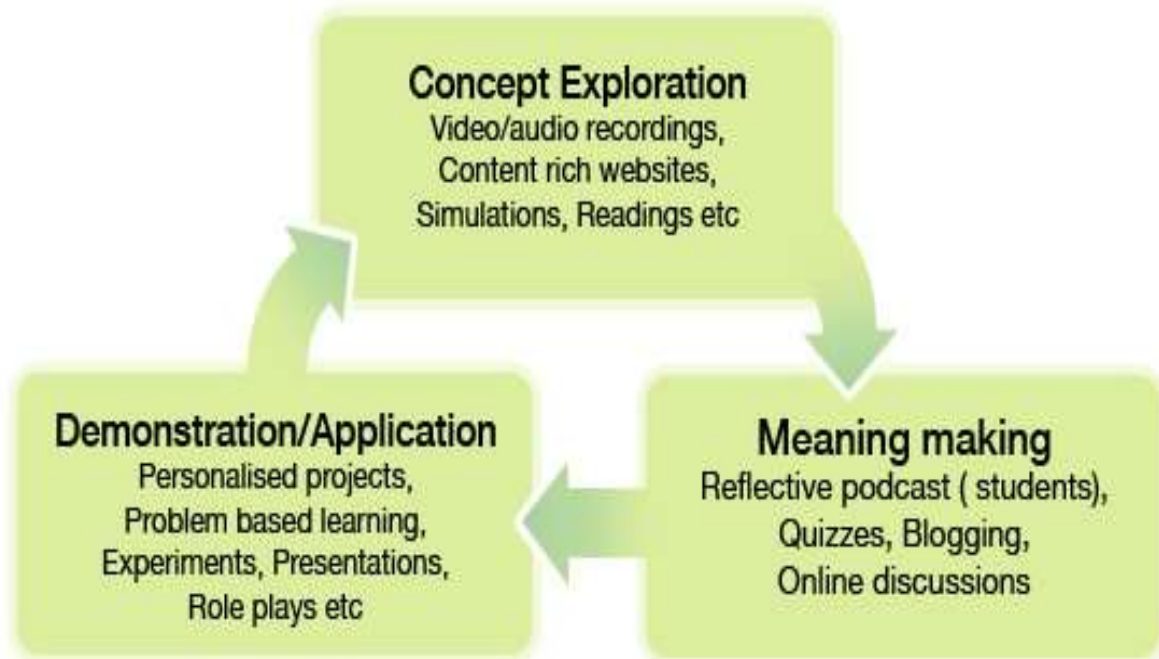 Concept Exploration
Video/audio recordings,
Content rich websites,
Simulations, Readings etc
Demonstration/Application
Personalised projects,
Problem based learning,
Experiments, Presentations,
Role plays etc
Meaning making
Reflective podcast ( students),
Quizzes, Blogging,
Online discussions